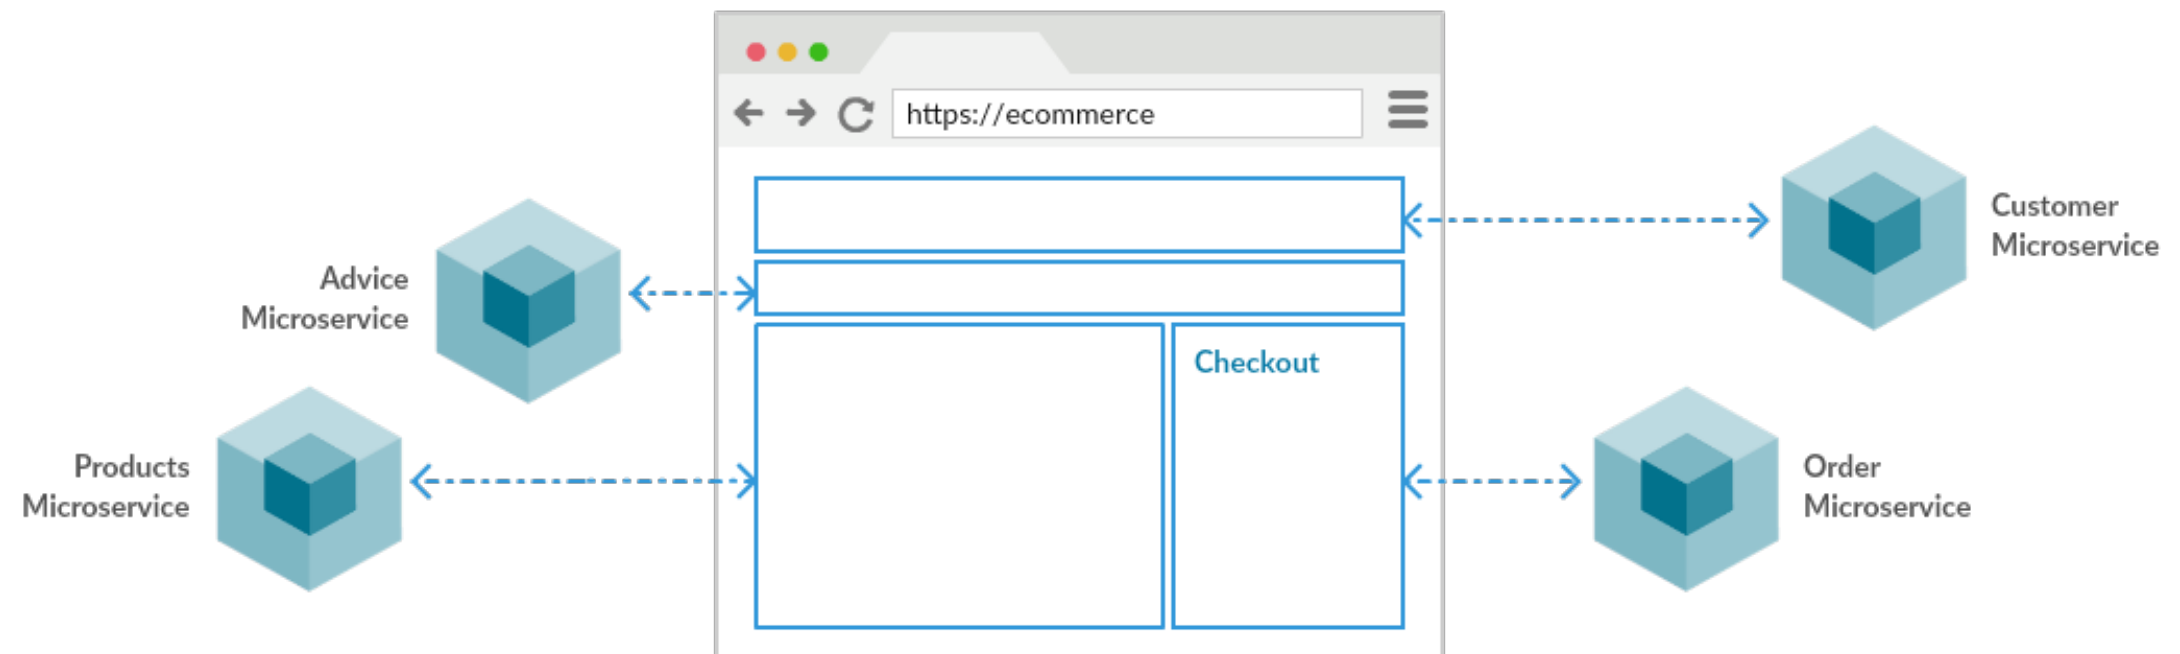 https://ecommerce
Customer
Microservice
Advice
Microservice
Checkout
Products
Microservice
Order
Microservice